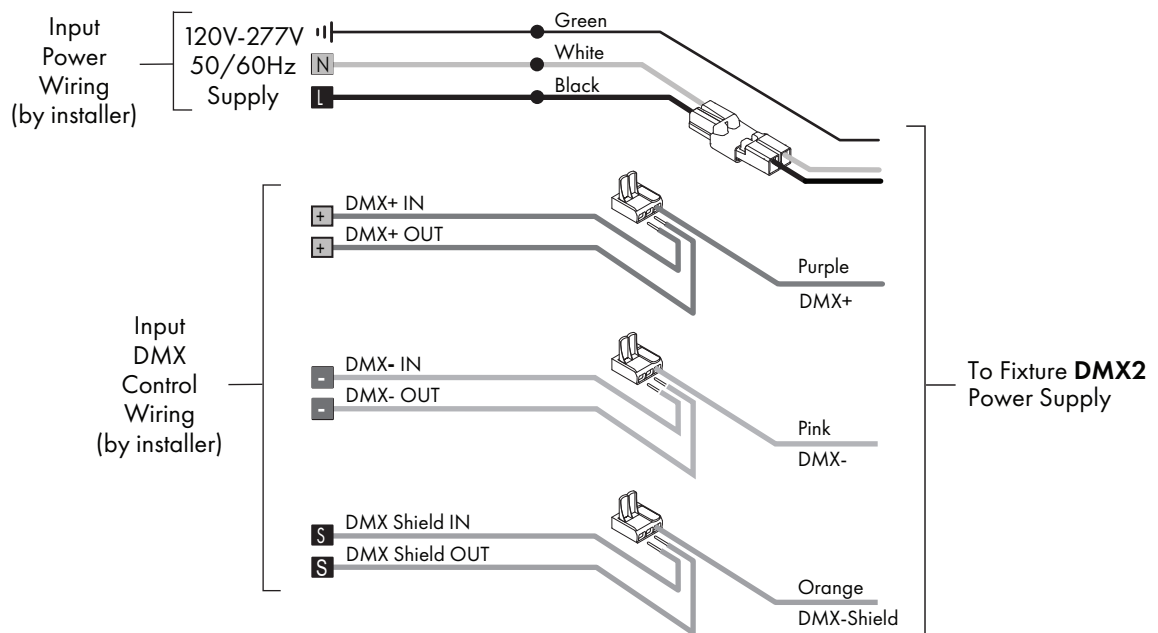 Input
Power
Wiring
(by installer)
120V-277V
50/60Hz
Supply
N
L
Green
White
Black
Input
DMX
Control
Wiring
(by installer)
+
DMX+ IN
+
DMX+ OUT
Purple
DMX+
-
DMX- IN
-
DMX- OUT
Pink
DMX-
S
DMX Shield IN
S
DMX Shield OUT
Orange
DMX-Shield
To Fixture DMX2
Power Supply